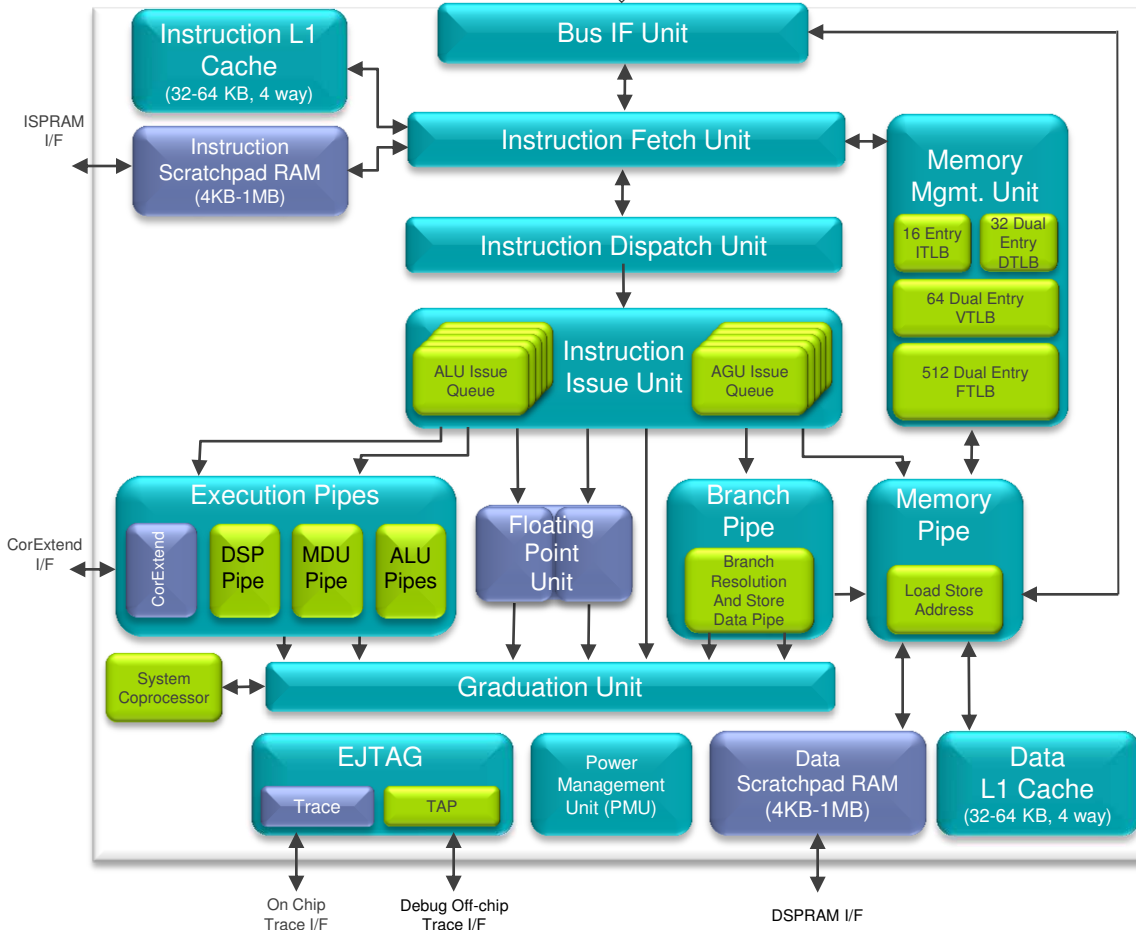 Instruction L1
Cache
(32-64 KB, 4 way)
Bus IF Unit
ISPRAM
I/F
Instruction
Scratchpad RAM
(4KB-1MB)
Instruction Fetch Unit
Memory
Mgmt. Unit
16 Entry
ITLB
32 Dual
Entry
DTLB
64 Dual Entry
VTLB
512 Dual Entry
FTLB
Instruction Dispatch Unit
ALU Issue
Queue
Instruction
Issue Unit
AGU Issue
Queue
Execution Pipes
CorExtend
I/F
CorExtend
DSP
Pipe
MDU
Pipe
ALU
Pipes
Floating
Point
Unit
Branch
Pipe
Branch
Resolution
And Store
Data Pipe
Memory
Pipe
Load Store
Address
System
Coprocessor
Graduation Unit
EJTAG
Trace
TAP
Power
Management
Unit (PMU)
Data
Scratchpad RAM
(4KB-1MB)
Data
L1 Cache
(32-64 KB, 4 way)
On Chip
Trace I/F
Debug Off-chip
Trace I/F
DSPRAM I/F